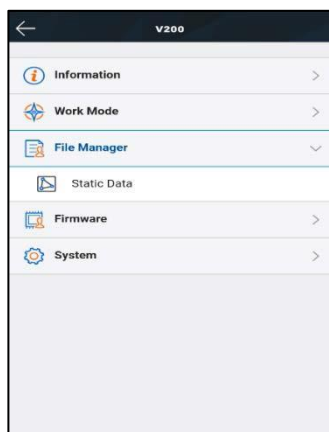 V200
Information
Work Mode
File Manager
Static Data
Firmware
System